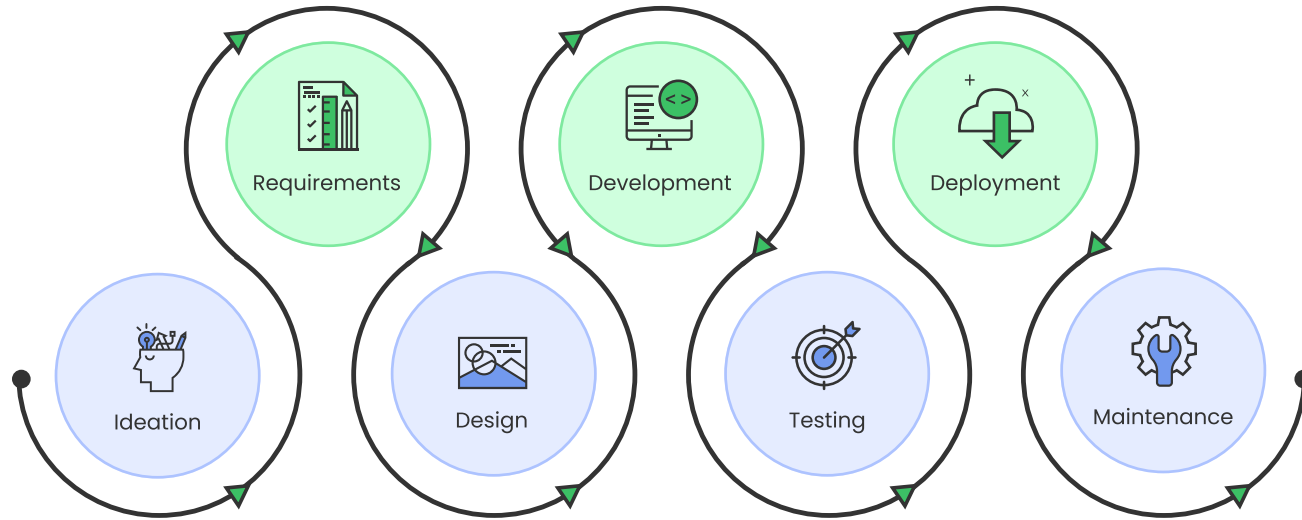 Ideation
Requirements
Design
< >
Development
Testing
Deployment
Maintenance